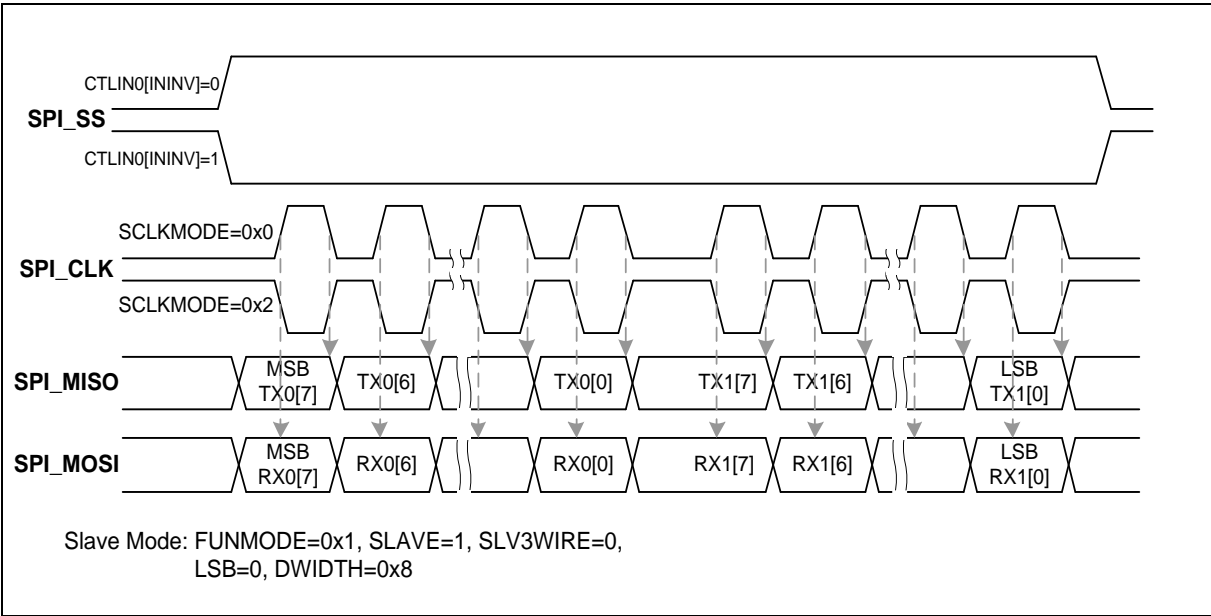 CTLIN0[ININV]=0
SPI_SS
CTLIN0[ININV]=1
SCLKMODE=0x0
SPI_CLK
SCLKMODE=0x2
SPI_MISO
MSB
TX0[7]
TX0[6]
TX0[0]
TX1[7]
TX1[6]
LSB
TX1[0]
SPI_MOSI
MSB
RX0[7]
RX0[6]
RX0[0]
RX1[7]
RX1[6]
LSB
RX1[0]
Slave Mode: FUNMODE=0x1, SLAVE=1, SLV3WIRE=0,
LSB=0, DWIDTH=0x8